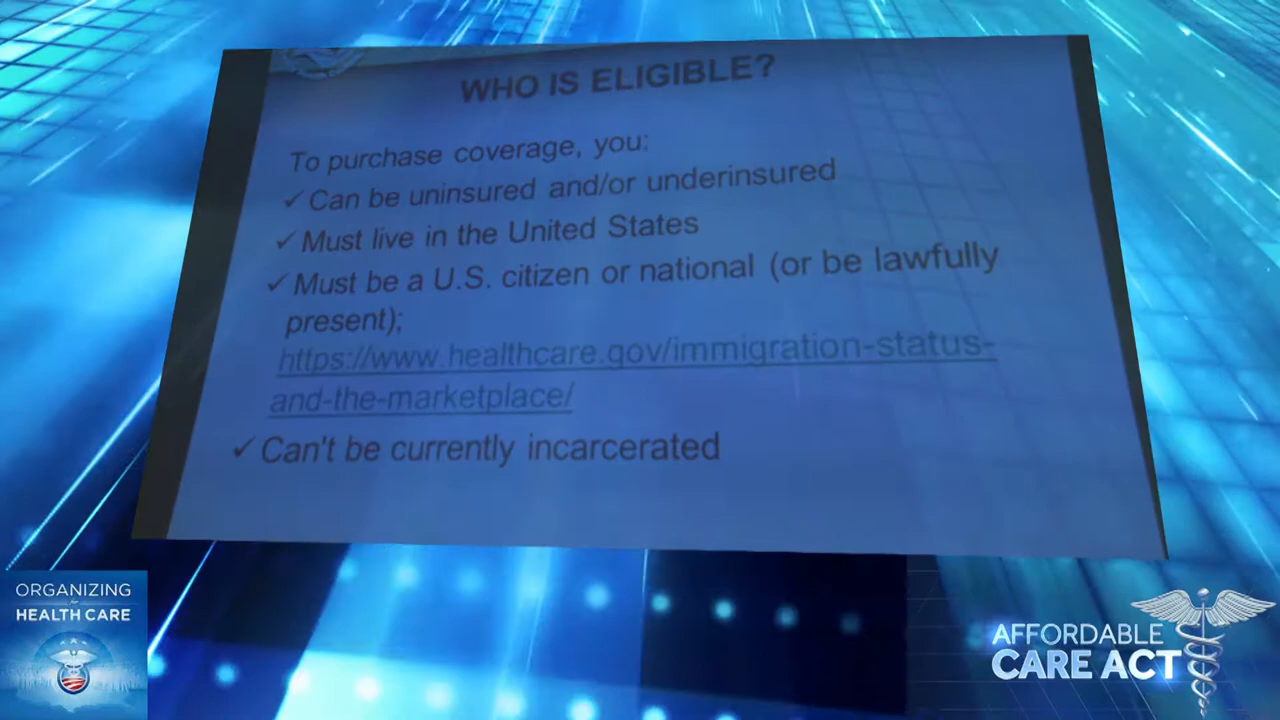 WHO IS ELIGIBLE?
To purchase coverage, you:
✓ Can be uninsured and/or underinsured
✓ Must live in the United States
✓ Must be a U.S. citizen or national (or be lawfully
present);
https://www.healthcare.gov/immigration-status-
and-the-marketplace/
✓ Can't be currently incarcerated
ORGANIZING
for
HEALTH CARE
AFFORDABLE
CARE ACT